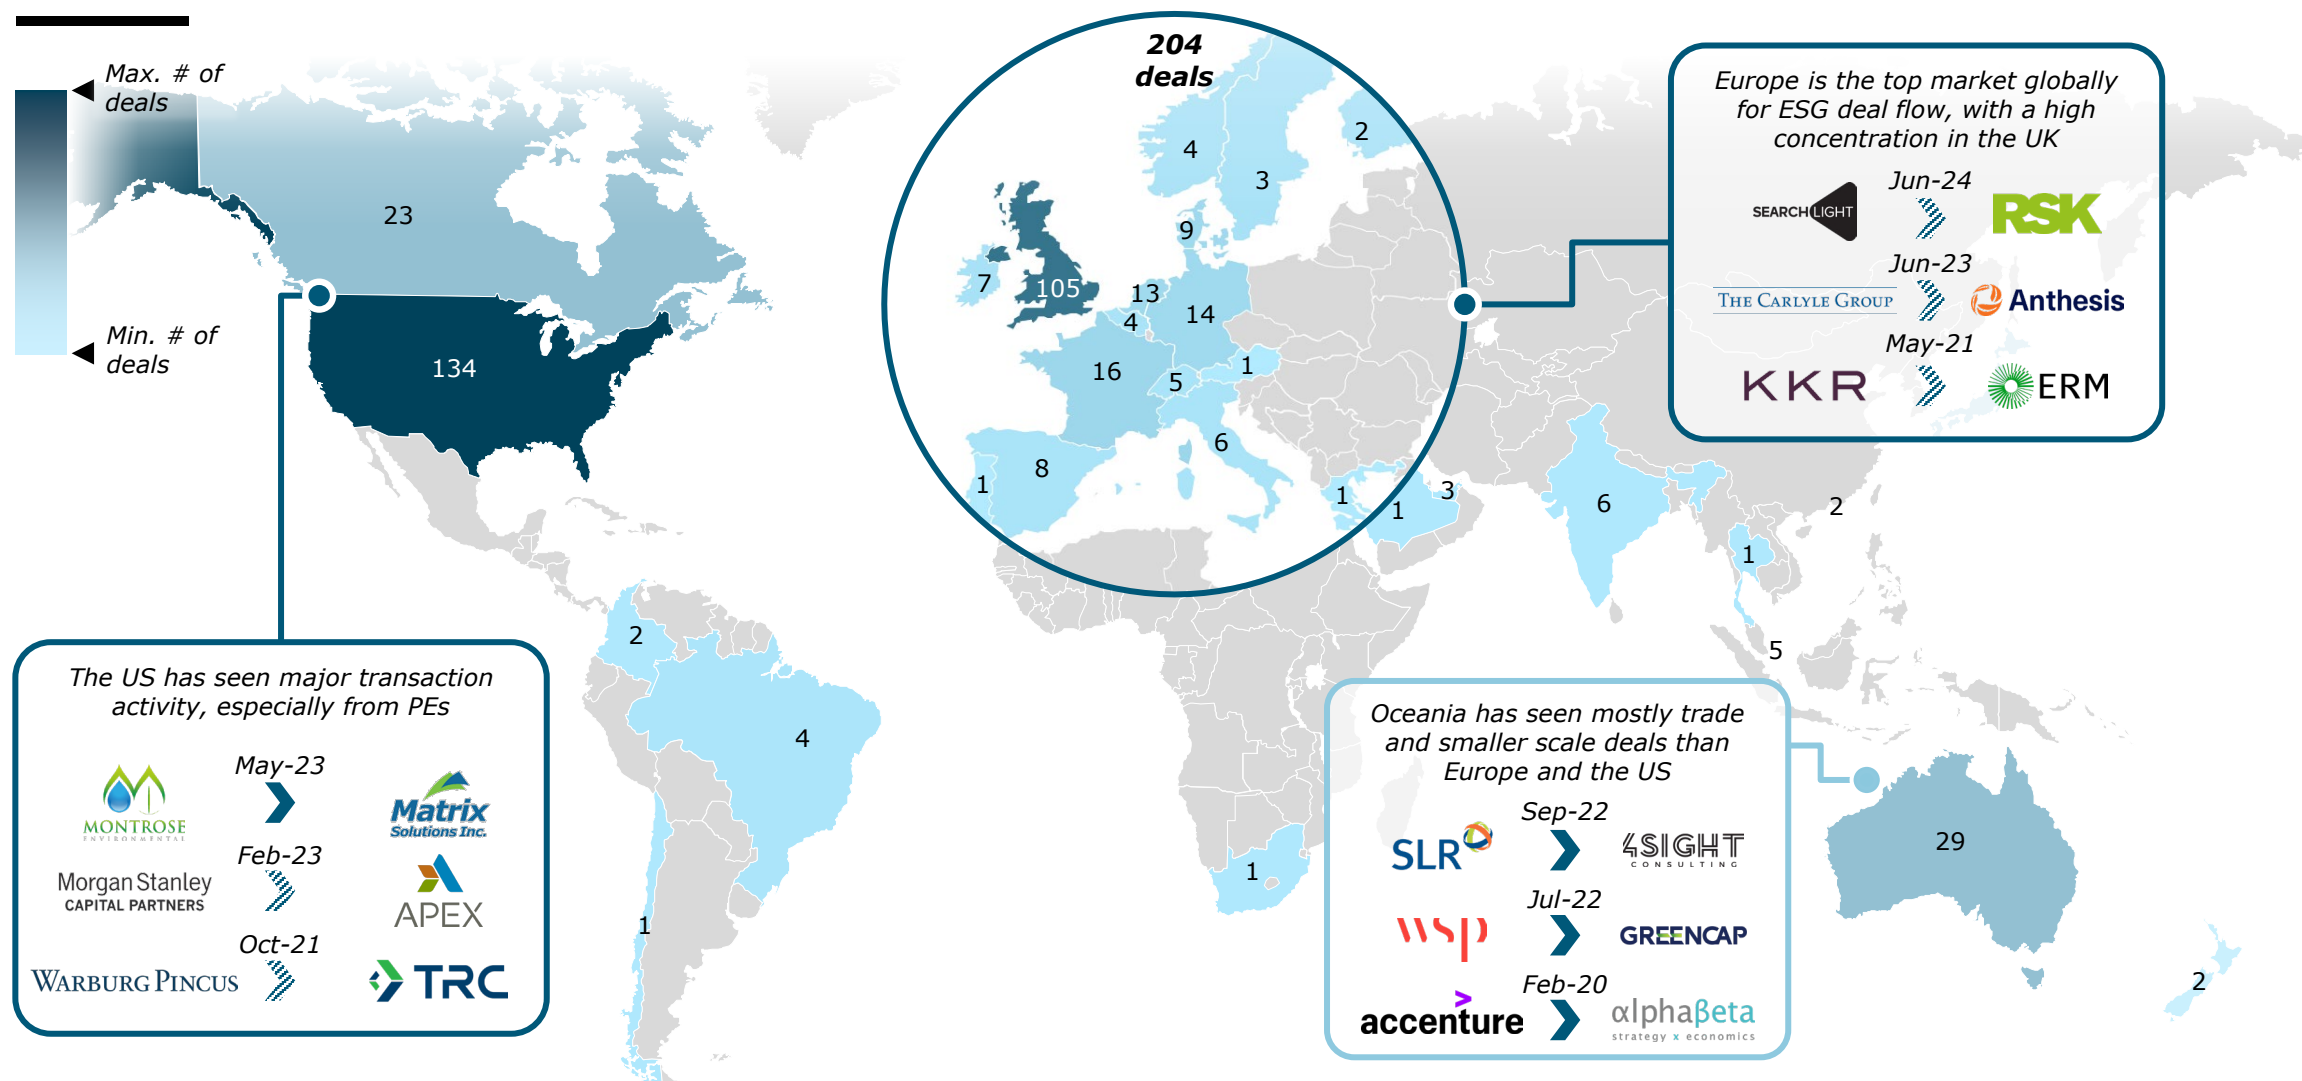 Max. # of
deals
Min. # of
deals
204
deals
23
134
4
3
2
9
7
105
13
4
14
16
5
1
6
8
1
1
1
3
6
2
1
5
2
4
1
1
29
2
Europe is the top market globally
for ESG deal flow, with a high
concentration in the UK
Jun-24
SEARCHLIGHT
RSK
Jun-23
THE CARLYLE GROUP
Anthesis
May-21
KKR
ERM
The US has seen major transaction
activity, especially from PEs
May-23
MONTROSE
ENVIRONMENTAL
Matrix
Solutions Inc.
Feb-23
Morgan Stanley
CAPITAL PARTNERS
APEX
Oct-21
WARBURG PINCUS
TRC
Oceania has seen mostly trade
and smaller scale deals than
Europe and the US
Sep-22
SLR
4SIGHT
CONSULTING
Jul-22
wsp
GREENCAP
Feb-20
accenture
αlphaβeta
strategy x economics